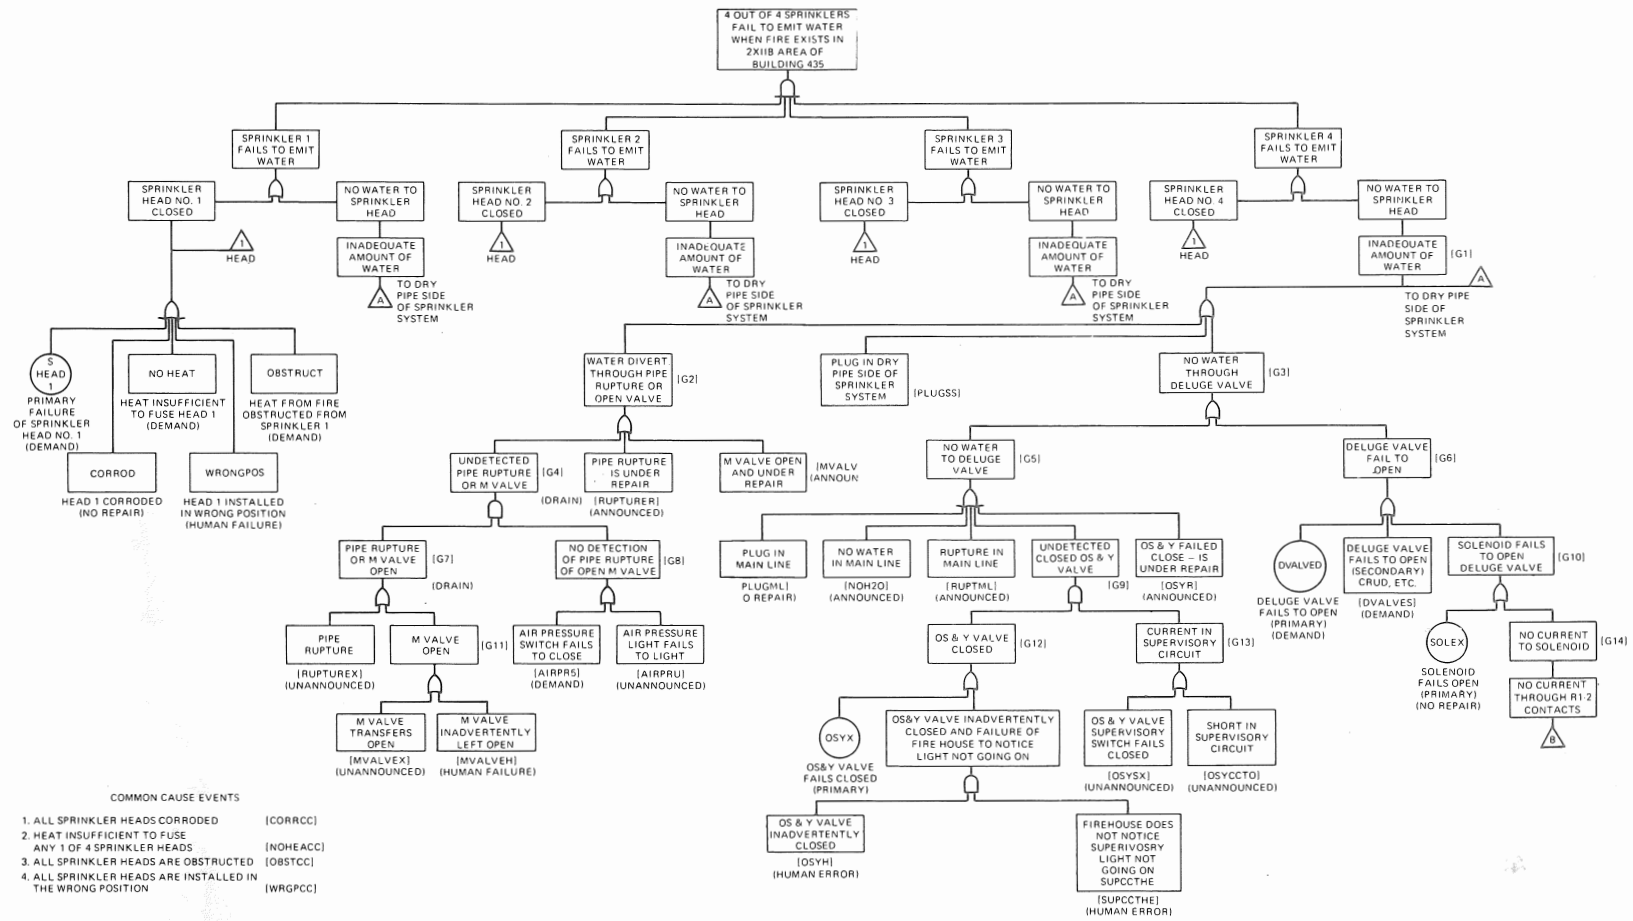 4 OUT OF 4 SPRINKLERS
FAIL TO EMIT WATER
WHEN FIRE EXISTS IN
2XIIB AREA OF
BUILDING 435
SPRINKLER 1
FAILS TO EMIT
WATER
SPRINKLER 2
FAILS TO EMIT
WATER
SPRINKLER 3
FAILS TO EMIT
WATER
SPRINKLER 4
FAILS TO EMIT
WATER
SPRINKLER
HEAD NO. 1
CLOSED
NO WATER TO
SPRINKLER
HEAD
SPRINKLER
HEAD NO. 2
CLOSED
NO WATER TO
SPRINKLER
HEAD
SPRINKLER
HEAD NO. 3
CLOSED
NO WATER TO
SPRINKLER
HEAD
SPRINKLER
HEAD NO. 4
CLOSED
NO WATER TO
SPRINKLER
HEAD
1
HEAD
INADEQUATE
AMOUNT OF
WATER
1
HEAD
INADEQUATE
AMOUNT OF
WATER
1
HEAD
INADEQUATE
AMOUNT OF
WATER
1
HEAD
INADEQUATE
AMOUNT OF
WATER
[G1]
A
TO DRY
PIPE SIDE
OF SPRINKLER
SYSTEM
A
TO DRY
PIPE SIDE
OF SPRINKLER
SYSTEM
A
TO DRY
PIPE SIDE
OF SPRINKLER
SYSTEM
A
TO DRY PIPE
SIDE OF
SPRINKLER
SYSTEM
S
HEAD
1
PRIMARY
FAILURE
OF SPRINKLER
HEAD NO. 1
(DEMAND)
NO HEAT
HEAT INSUFFICIENT
TO FUSE HEAD 1
(DEMAND)
OBSTRUCT
HEAT FROM FIRE
OBSTRUCTED FROM
SPRINKLER 1
(DEMAND)
CORROD
HEAD 1 CORRODED
(NO REPAIR)
WRONGPOS
HEAD 1 INSTALLED
IN WRONG POSITION
(HUMAN FAILURE)
WATER DIVERT
THROUGH PIPE
RUPTURE OR
OPEN VALVE
[G2]
PLUG IN DRY
PIPE SIDE OF
SPRINKLER
SYSTEM
[PLUGSS]
NO WATER
THROUGH
DELUGE VALVE
[G3]
UNDETECTED
PIPE RUPTURE
OR M VALVE
[G4]
(DRAIN)
PIPE RUPTURE
IS UNDER
REPAIR
[RUPTURER]
(ANNOUNCED)
M VALVE OPEN
AND UNDER
REPAIR
[MVALV
(ANNOUN
NO WATER
TO DELUGE
VALVE
[G5]
DELUGE VALVE
FAIL TO
OPEN
[G6]
PIPE RUPTURE
OR M VALVE
OPEN
[G7]
(DRAIN)
NO DETECTION
OF PIPE RUPTURE
OF OPEN M VALVE
[G8]
PLUG IN
MAIN LINE
PLUGML]
O REPAIR)
NO WATER
IN MAIN LINE
[NOH2O]
(ANNOUNCED)
RUPTURE IN
MAIN LINE
[RUPTML]
(ANNOUNCED)
UNDETECTED
CLOSED OS & Y
VALVE
[G9]
OS & Y FAILED
CLOSE – IS
UNDER REPAIR
[OSYR]
(ANNOUNCED)
DVALVED
DELUGE VALVE
FAILS TO OPEN
(PRIMARY)
(DEMAND)
DELUGE VALVE
FAILS TO OPEN
(SECONDARY)
CRUD, ETC.
[DVALVES]
(DEMAND)
SOLENOID FAILS
TO OPEN
DELUGE VALVE
[G10]
PIPE
RUPTURE
[RUPTUREX]
(UNANNOUNCED)
M VALVE
OPEN
[G11]
AIR PRESSURE
SWITCH FAILS
TO CLOSE
[AIRPR5]
(DEMAND)
AIR PRESSURE
LIGHT FAILS
TO LIGHT
[AIRPRU]
(UNANNOUNCED)
OS & Y VALVE
CLOSED
[G12]
CURRENT IN
SUPERVISORY
CIRCUIT
[G13]
SOLEX
SOLENOID
FAILS OPEN
(PRIMARY)
(NO REPAIR)
NO CURRENT
TO SOLENOID
[G14]
NO CURRENT
THROUGH R1-2
CONTACTS
B
M VALVE
TRANSFERS
OPEN
[MVALVEX]
(UNANNOUNCED)
M VALVE
INADVERTENTLY
LEFT OPEN
[MVALVEH]
(HUMAN FAILURE)
OSYX
OS&Y VALVE
FAILS CLOSED
(PRIMARY)
OS&Y VALVE INADVERTENTLY
CLOSED AND FAILURE OF
FIRE HOUSE TO NOTICE
LIGHT NOT GOING ON
OS & Y VALVE
SUPERVISORY
SWITCH FAILS
CLOSED
[OSYSX]
(UNANNOUNCED)
SHORT IN
SUPERVISORY
CIRCUIT
[OSYCCTO]
(UNANNOUNCED)
OS & Y VALVE
INADVERTENTLY
CLOSED
[OSYH]
(HUMAN ERROR)
FIREHOUSE DOES
NOT NOTICE
SUPERIVOSRY
LIGHT NOT
GOING ON
SUPCCTHE
[SUPCCTHE]
(HUMAN ERROR)
COMMON CAUSE EVENTS
1. ALL SPRINKLER HEADS CORRODED [CORRCC]
2. HEAT INSUFFICIENT TO FUSE
ANY 1 OF 4 SPRINKLER HEADS [NOHEACC]
3. ALL SPRINKLER HEADS ARE OBSTRUCTED [OBSTCC]
4. ALL SPRINKLER HEADS ARE INSTALLED IN
THE WRONG POSITION [WRGPCC]